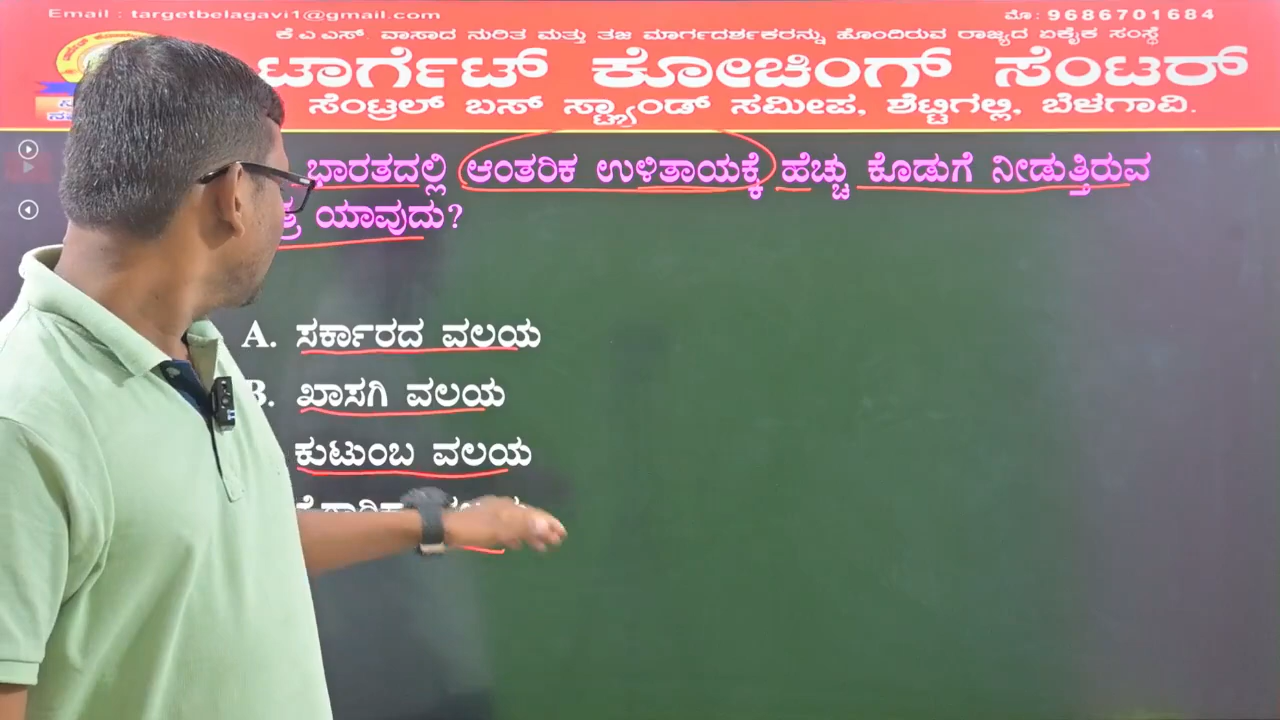 Email : targetbelagavi1@gmail.com
ಮೊ: 9686701684
ಕೆ.ಎ.ಎಸ್. ಪಾಸಾದ ನುರಿತ ಮತ್ತು ತಜ್ಞ ಮಾರ್ಗದರ್ಶಕರನ್ನು ಹೊಂದಿರುವ ರಾಜ್ಯದ ಏಕೈಕ ಸಂಸ್ಥೆ
ಟಾರ್ಗೆಟ್ ಕೋಚಿಂಗ್ ಸೆಂಟರ್
ಸೆಂಟ್ರಲ್ ಬಸ್ ಸ್ಟ್ಯಾಂಡ್ ಸಮೀಪ, ಶೆಟ್ಟಿಗಲ್ಲಿ, ಬೆಳಗಾವಿ.
ಭಾರತದಲ್ಲಿ ಆಂತರಿಕ ಉಳಿತಾಯಕ್ಕೆ ಹೆಚ್ಚು ಕೊಡುಗೆ ನೀಡುತ್ತಿರುವ
ಯಾವುದು?
A. ಸರ್ಕಾರದ ವಲಯ
B. ಖಾಸಗಿ ವಲಯ
ಕುಟುಂಬ ವಲಯ